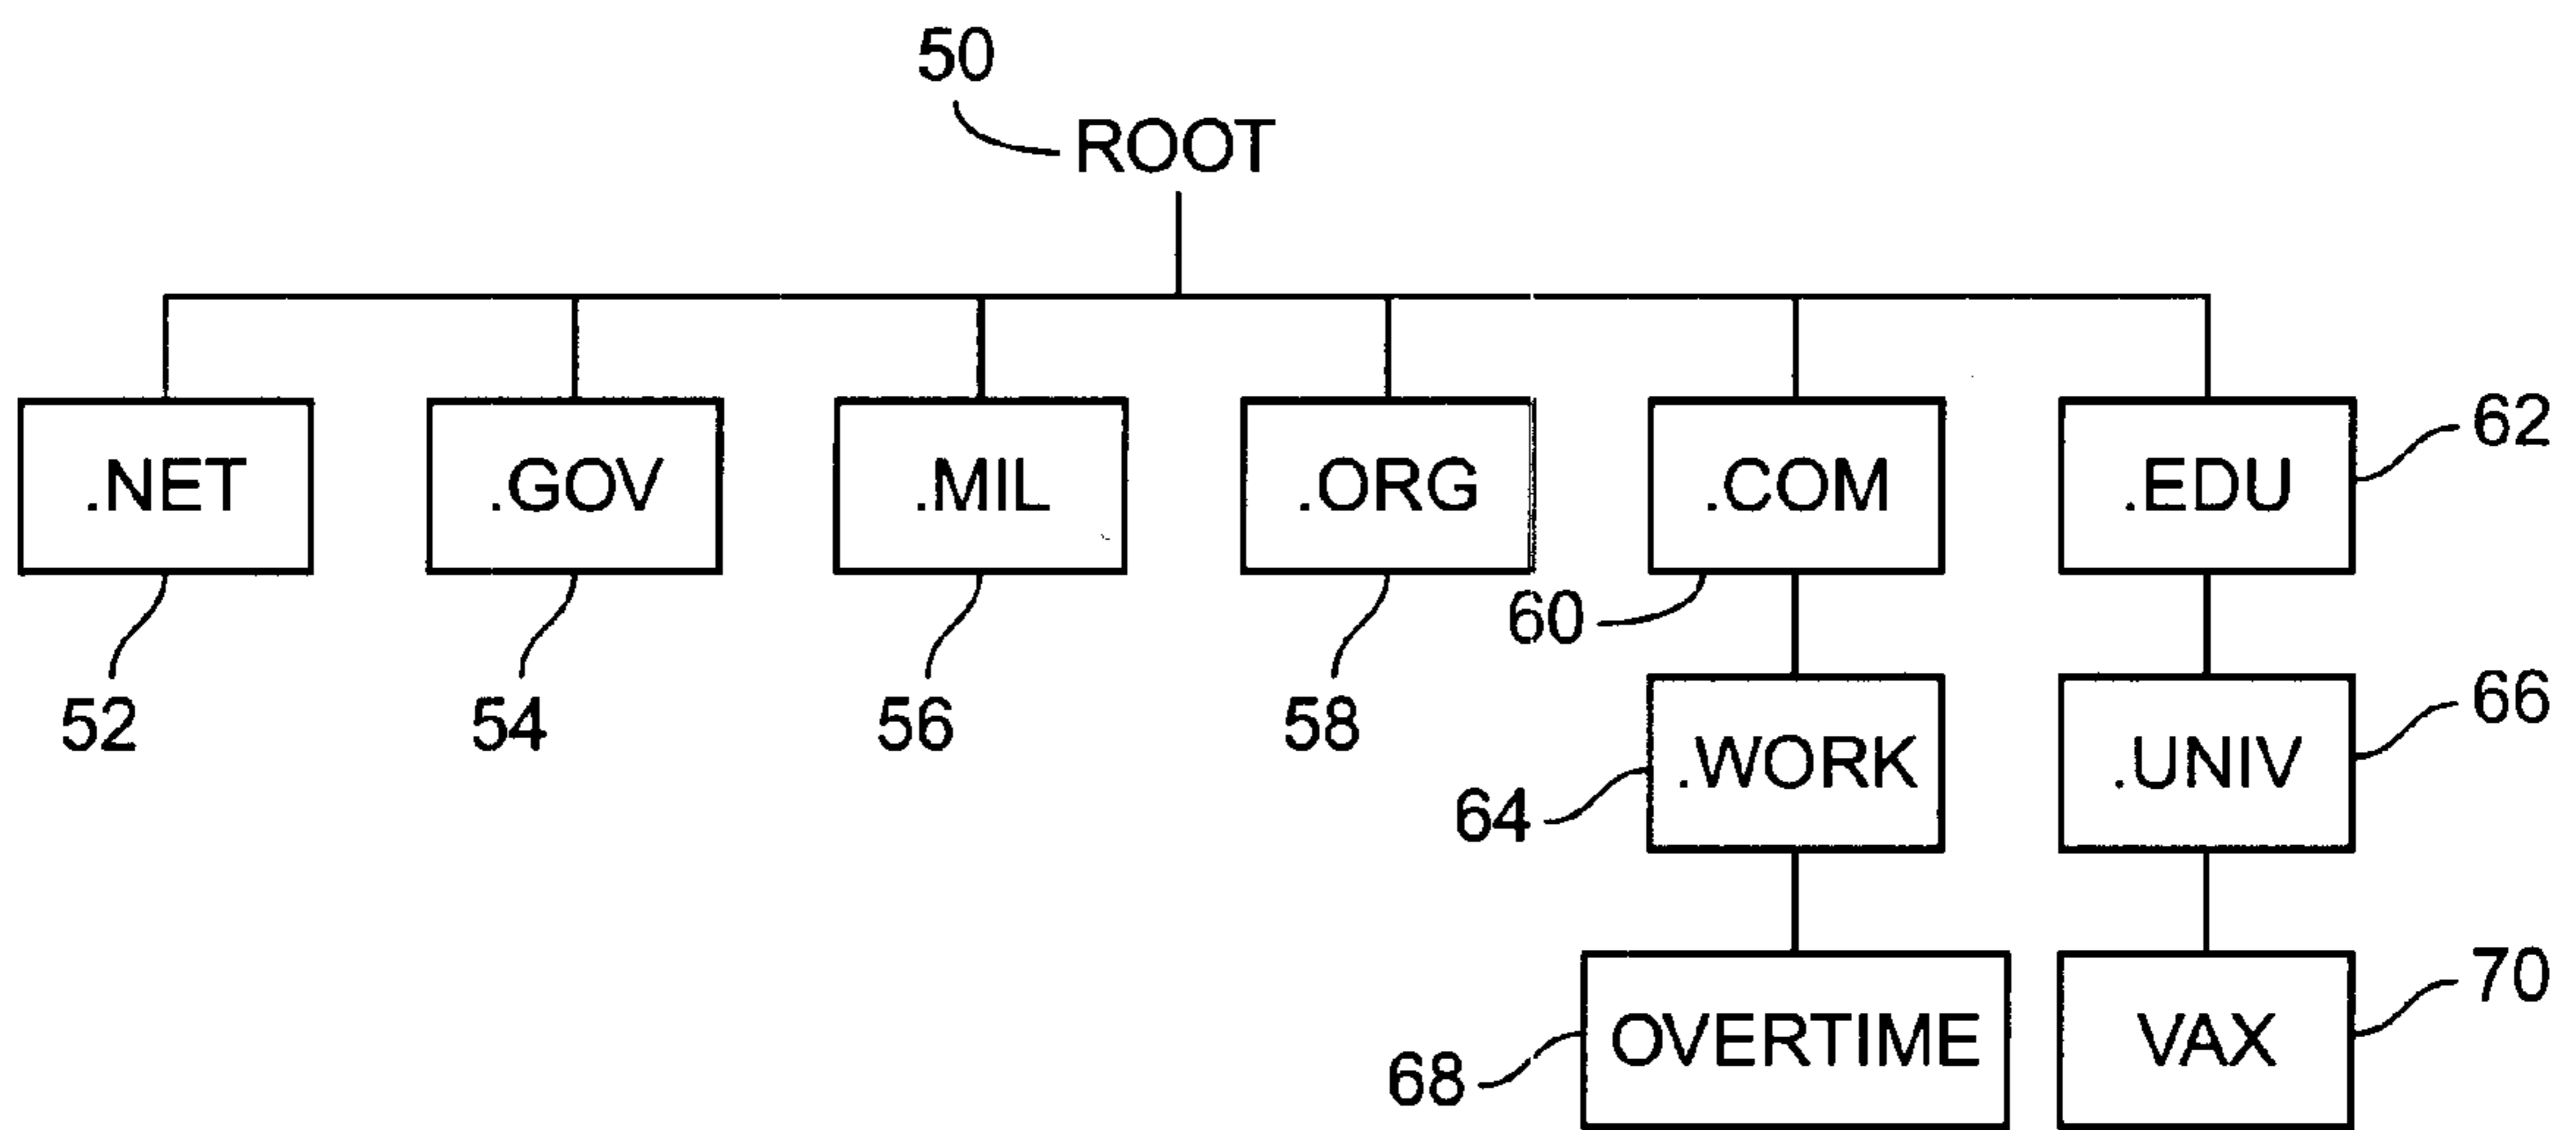 50
ROOT
.NET .GOV .MIL .ORG .COM .EDU 62
60
52 54 56 58 .WORK .UNIV 66
64
OVERTIME VAX 70
68